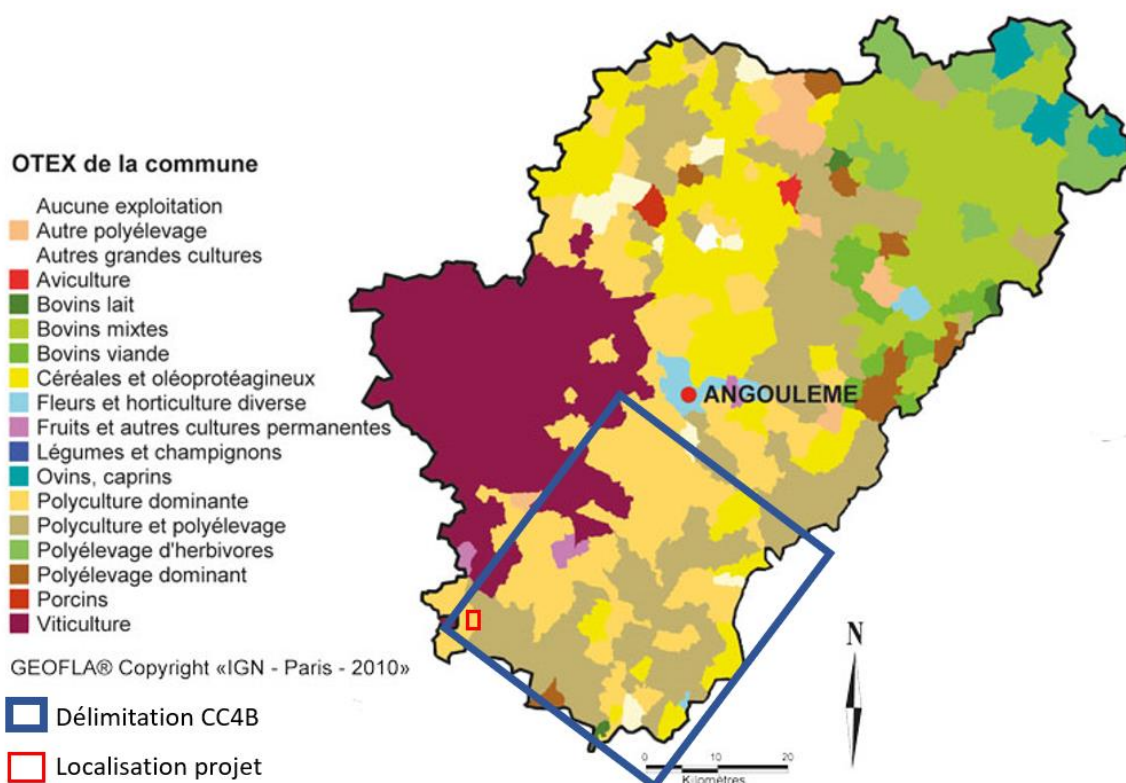 OTEX de la commune
Aucune exploitation
Autre polyélevage
Autres grandes cultures
Aviculture
Bovins lait
Bovins mixtes
Bovins viande
Céréales et oléoprotéagineux
Fleurs et horticulture diverse
Fruits et autres cultures permanentes
Légumes et champignons
Ovins, caprins
Polyculture dominante
Polyculture et polyélevage
Polyélevage d'herbivores
Polyélevage dominant
Porcins
Viticulture
GEOFLA® Copyright «IGN - Paris - 2010»
Délimitation CC4B
Localisation projet
ANGOULEME
N
0 10 20
Kilomètres